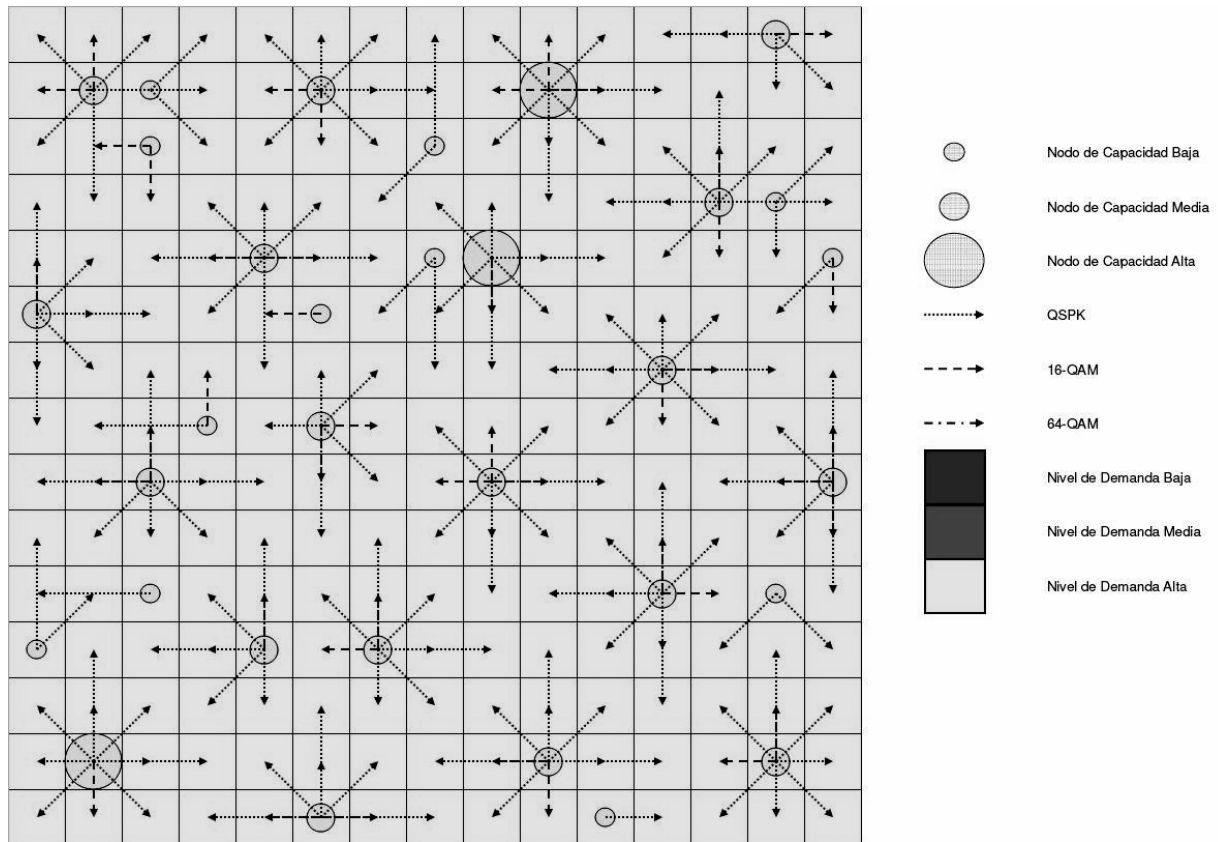 Nodo de Capacidad Baja
Nodo de Capacidad Media
Nodo de Capacidad Alta
QSPK
16-QAM
64-QAM
Nivel de Demanda Baja
Nivel de Demanda Media
Nivel de Demanda Alta